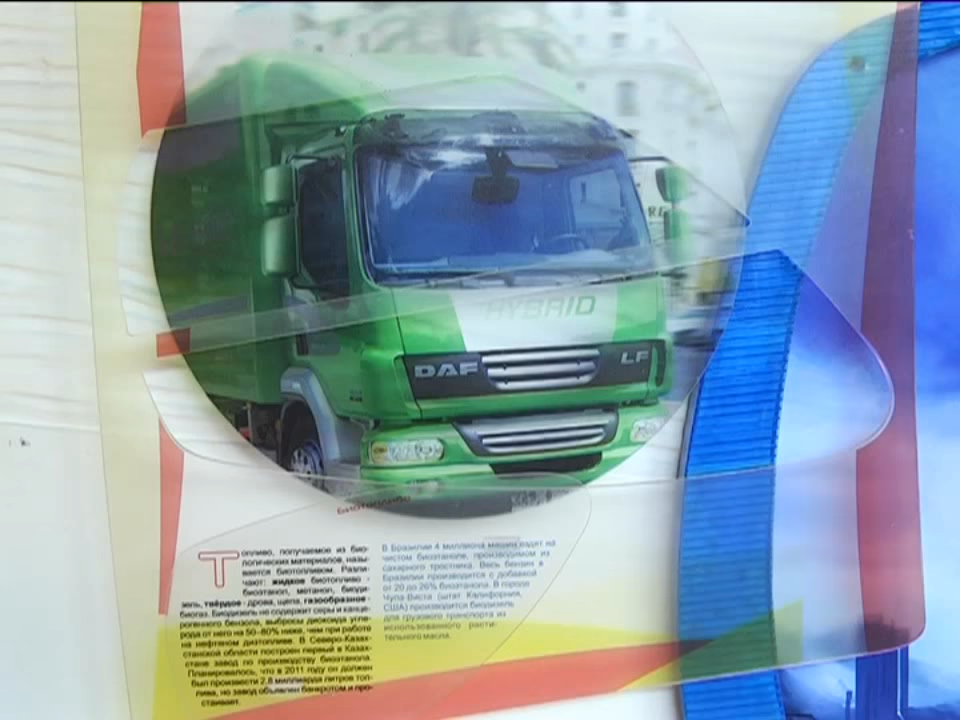 HYBRID
DAF
LF
Биотопливо
Топливо, получаемое из био-
логических материалов, назы-
вается биотопливом. Разли-
чают: жидкое биотопливо -
биоэтанол, метанол, биоди-
зель, твёрдое - дрова, щепа, газообразное -
биогаз. Биодизель не содержит серы и канце-
рогенного бензола, выбросы диоксида угле-
рода от него на 50-80% ниже, чем при работе
на нефтяном дизтопливе. В Северо-Казах-
станской области построен первый в Казах-
стане завод по производству биоэтанола.
Планировалось, что в 2011 году он должен
был произвести 2,8 миллиарда литров топ-
лива, но завод объявлен банкротом и про-
стаивает.
В Бразилии 4 миллиона машин ездят на
чистом биоэтаноле, производимом из
сахарного тростника. Весь бензин в
Бразилии производится с добавкой
от 20 до 26% биоэтанола. В городе
Чула-Виста (штат Калифорния,
США) производится биодизель
для грузового транспорта из
использованного расти-
тельного масла.